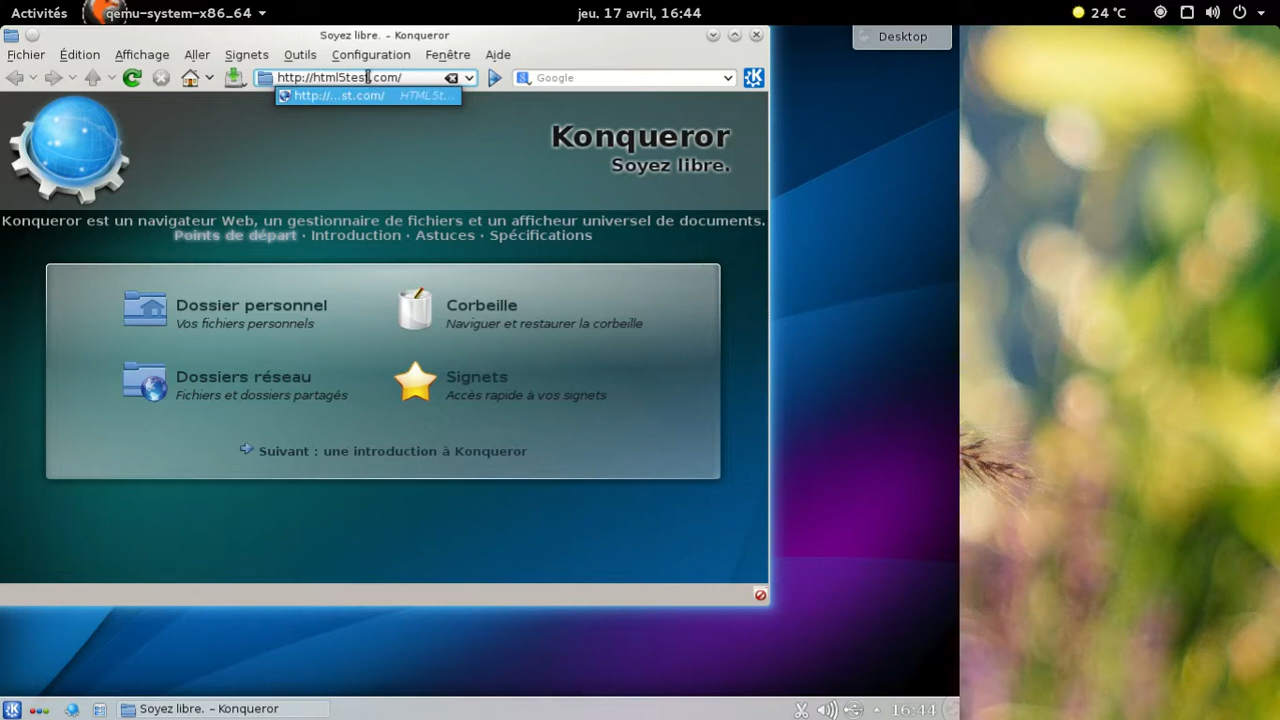 Activités
qemu-system-x86_64
jeu. 17 avril, 16:44
24 °C
Soyez libre. - Konqueror
Desktop
Fichier Édition Affichage Aller Signets Outils Configuration Fenêtre Aide
http://html5test.com/
Google
http://...st.com/ HTML5t...
Konqueror
Soyez libre.
Konqueror est un navigateur Web, un gestionnaire de fichiers et un afficheur universel de documents.
Points de départ · Introduction · Astuces · Spécifications
Dossier personnel
Vos fichiers personnels
Corbeille
Naviguer et restaurer la corbeille
Dossiers réseau
Fichiers et dossiers partagés
Signets
Accès rapide à vos signets
Suivant : une introduction à Konqueror
Soyez libre. - Konqueror
16:44